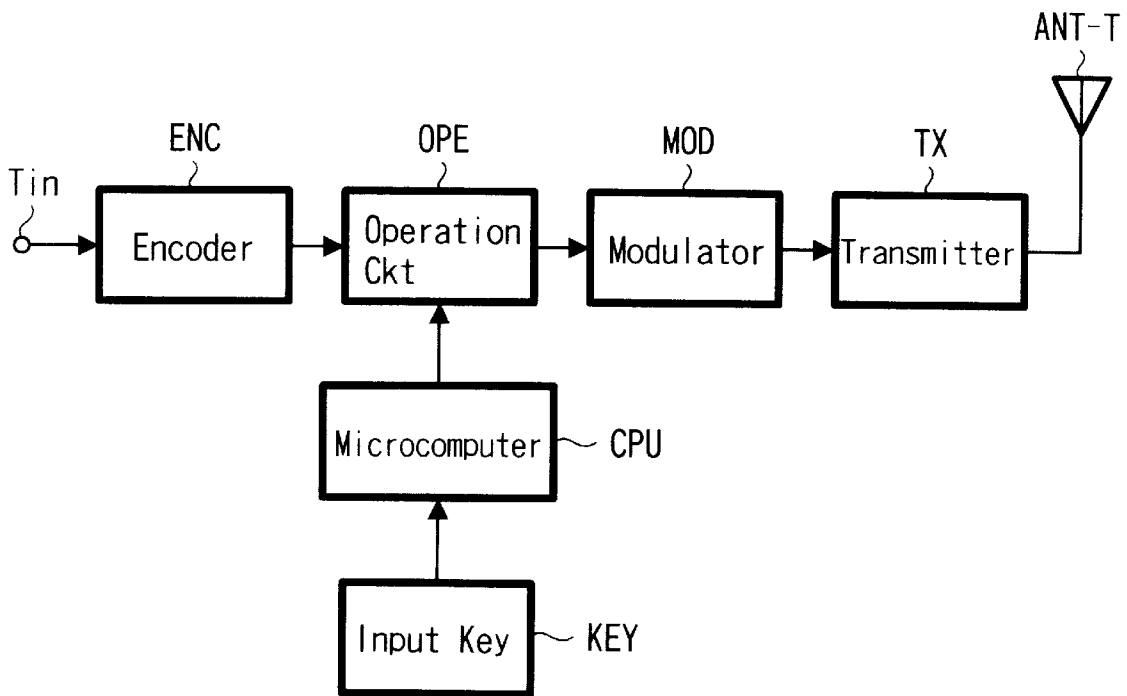 ANT-T
ENC
OPE
MOD
TX
Tin
Encoder
Operation
Ckt
Modulator
Transmitter
Microcomputer
CPU
Input Key
KEY